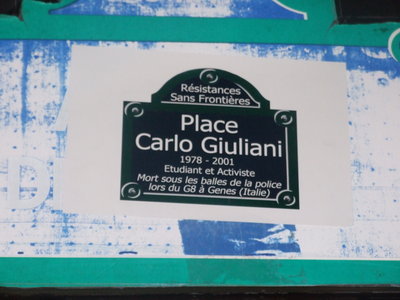 Résistances
Sans Frontières
Place
Carlo Giuliani
1978 - 2001
Etudiant et Activiste
Mort sous les balles de la police
lors du G8 à Genes (Italie)